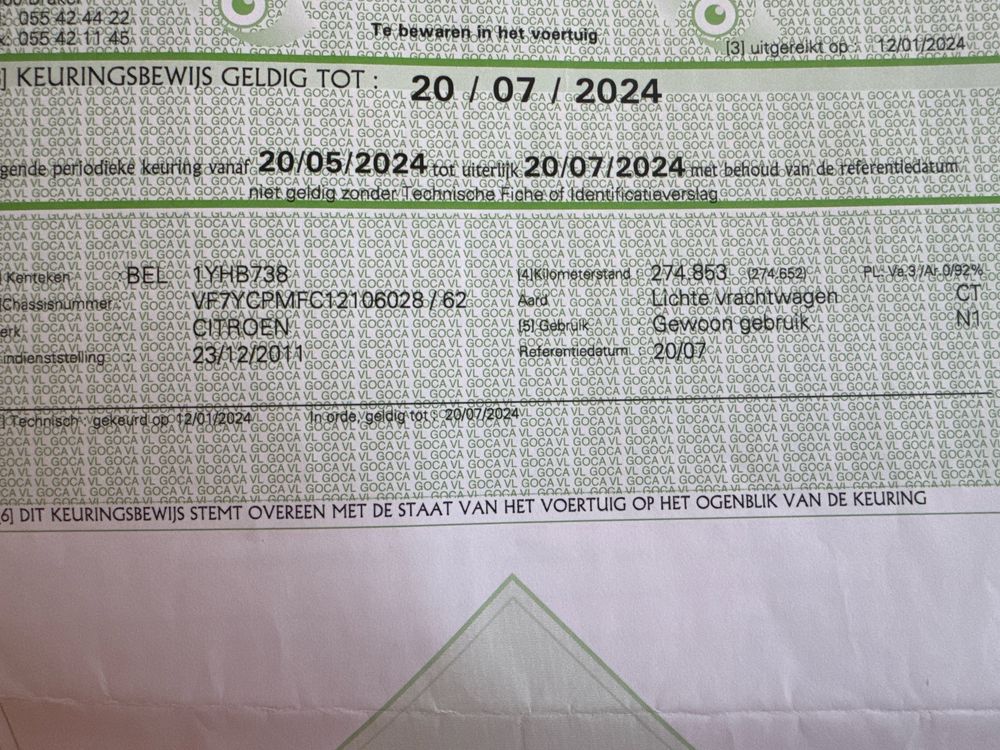 : 055 42 44 22
x: 055 42 11 45
Te bewaren in het voertuig
[3] uitgereikt op : 12/01/2024
] KEURINGSBEWIJS GELDIG TOT : 20 / 07 / 2024
gende periodieke keuring vanaf 20/05/2024 tot uiterlijk 20/07/2024 met behoud van de referentiedatum
niet geldig zonder Technische Fiche of Identificatieverslag
Kenteken BEL 1YHB738 [4] Kilometerstand : 274.853 (274.652) PL. Va.3 /Ar.0/92%
Chassisnummer : VF7YCPMFC12106028 / 62 Aard Lichte vrachtwagen CT
erk : CITROEN [5] Gebruik Gewoon gebruik N1
indienststelling : 23/12/2011 Referentiedatum : 20/07
] Technisch gekeurd op 12/01/2024 In orde, geldig tot : 20/07/2024
[6] DIT KEURINGSBEWIJS STEMT OVEREEN MET DE STAAT VAN HET VOERTUIG OP HET OGENBLIK VAN DE KEURING